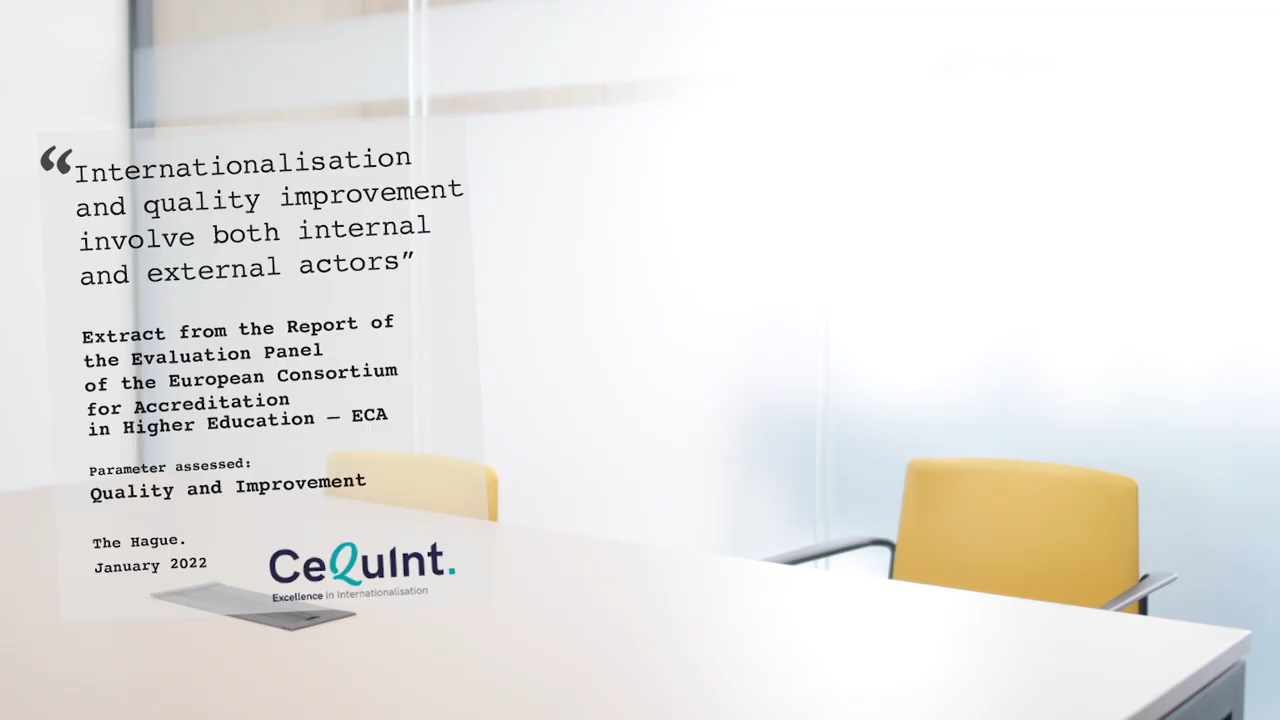 “Internationalisation
and quality improvement
involve both internal
and external actors”
Extract from the Report of
the Evaluation Panel
of the European Consortium
for Accreditation
in Higher Education — ECA
Parameter assessed:
Quality and Improvement
The Hague.
January 2022
CeQuInt.
Excellence in Internationalisation